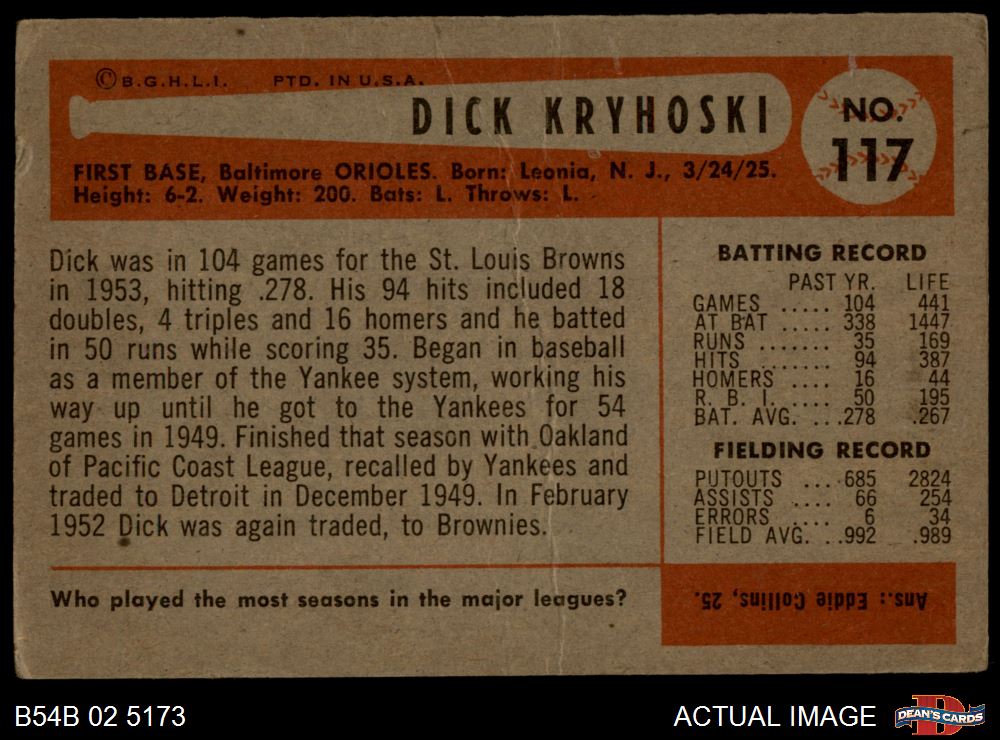 ©B.G.H.L.I. PTD. IN U.S.A.
DICK KRYHOSKI
NO.
117
FIRST BASE, Baltimore ORIOLES. Born: Leonia, N. J., 3/24/25.
Height: 6-2. Weight: 200. Bats: L. Throws: L.
Dick was in 104 games for the St. Louis Browns
in 1953, hitting .278. His 94 hits included 18
doubles, 4 triples and 16 homers and he batted
in 50 runs while scoring 35. Began in baseball
as a member of the Yankee system, working his
way up until he got to the Yankees for 54
games in 1949. Finished that season with Oakland
of Pacific Coast League, recalled by Yankees and
traded to Detroit in December 1949. In February
1952 Dick was again traded, to Brownies.
BATTING RECORD
PAST YR. LIFE
GAMES ..... 104 441
AT BAT ..... 338 1447
RUNS ....... 35 169
HITS ........ 94 387
HOMERS .... 16 44
R. B. I. .... 50 195
BAT. AVG. ...278 .267
FIELDING RECORD
PUTOUTS ....685 2824
ASSISTS .... 66 254
ERRORS .... 6 34
FIELD AVG. ..992 .989
Who played the most seasons in the major leagues?
Ans.: Eddie Collins, 25.
B54B 02 5173
ACTUAL IMAGE
D
DEAN'S CARDS